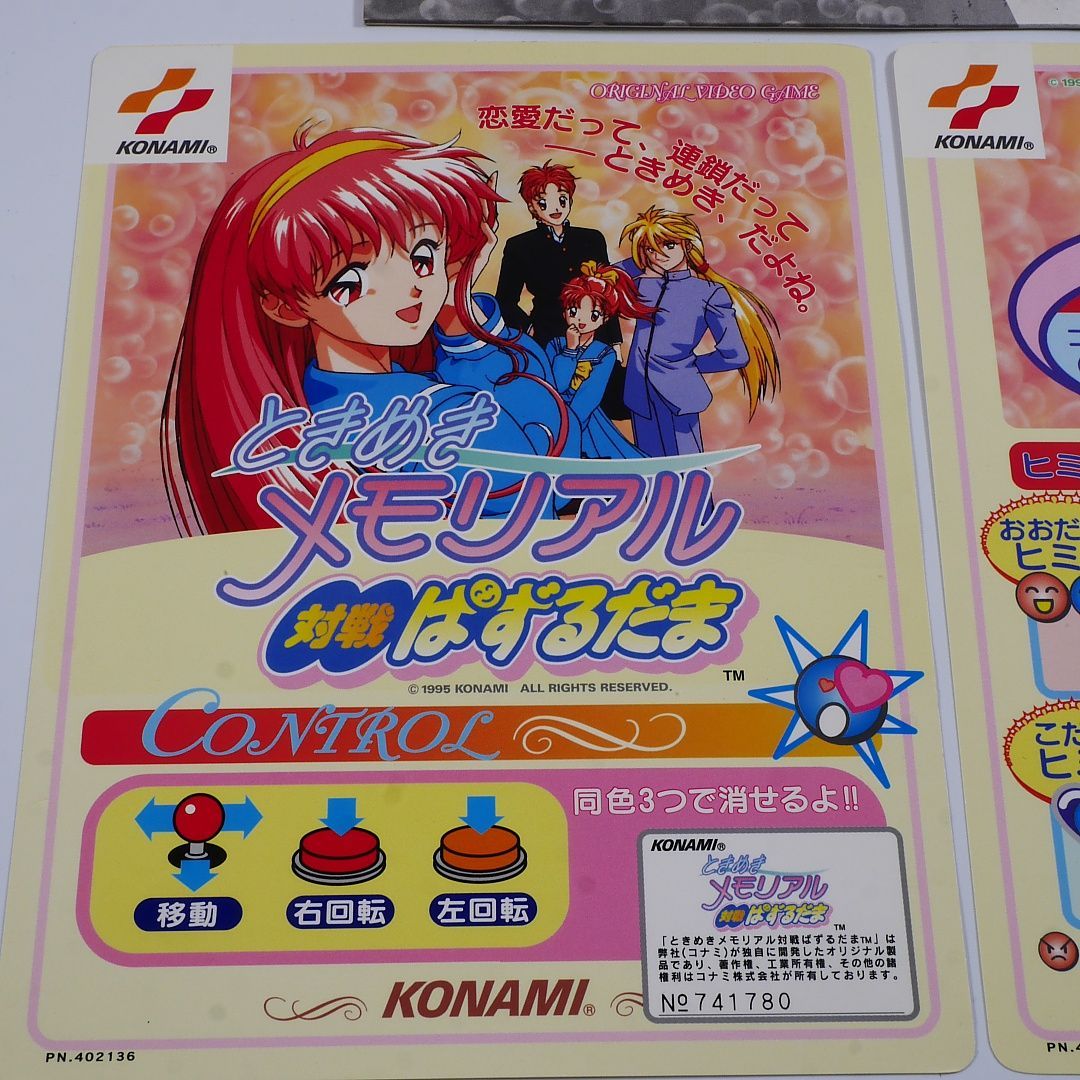 KONAMI®
ORIGINAL VIDEO GAME
恋愛だって、連鎖だって
──ときめき、だよね。
ときめき
メモリアル
対戦ぱずるだま
TM
© 1995 KONAMI ALL RIGHTS RESERVED.
CONTROL
同色3つで消せるよ!!
移動
右回転
左回転
KONAMI®
ときめき
メモリアル
対戦ぱずるだま
TM
「ときめきメモリアル対戦ぱずるだまTM」は
弊社(コナミ)が独自に開発したオリジナル製
品であり、著作権、工業所有権、その他の諸
権利はコナミ株式会社が所有しております。
№741780
KONAMI®
PN.402136
KONAMI®
© 199
ヒミ
おおだ
ヒミ
こだ
ヒミ
PN.4